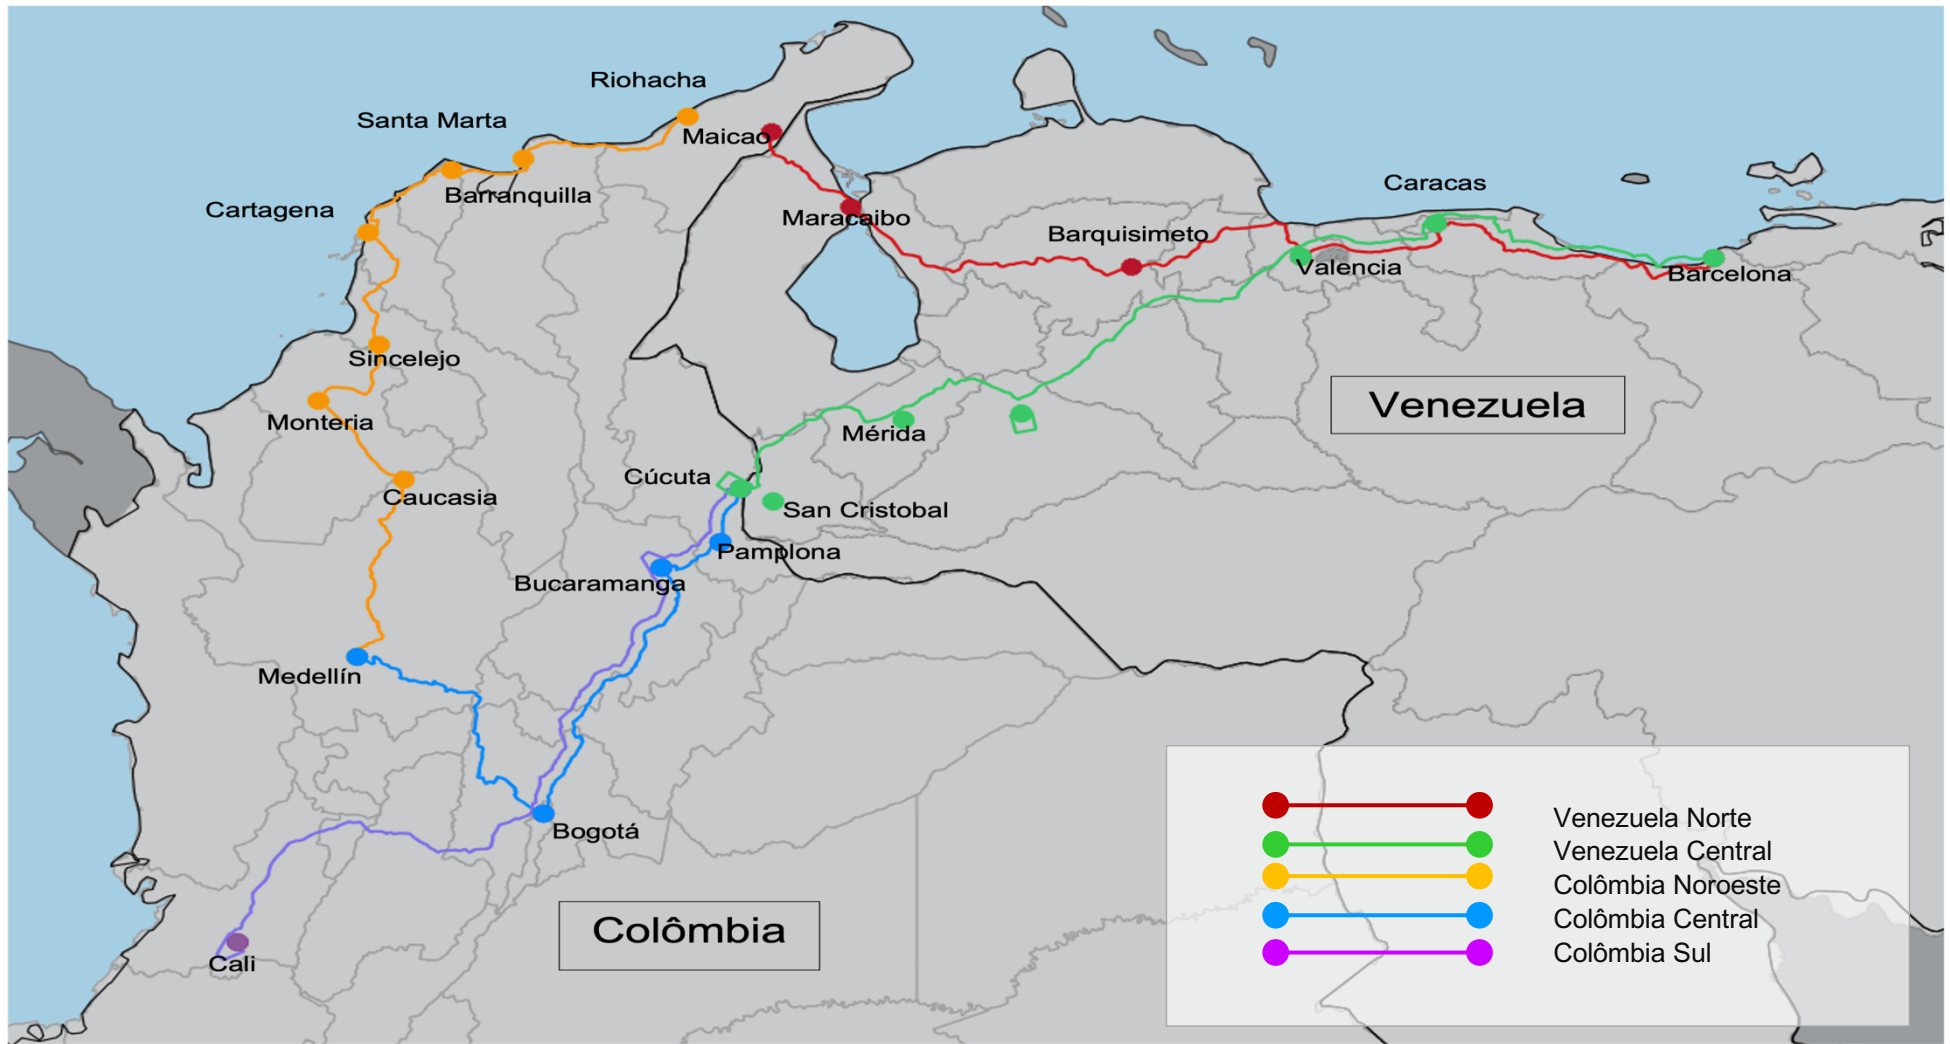 Riohacha
Santa Marta
Maicao
Caracas
Barranquilla
Cartagena
Maracaibo
Barquisimeto
Valencia
Barcelona
Sincelejo
Venezuela
Monteria
Mérida
Cúcuta
Caucasia
San Cristobal
Pamplona
Bucaramanga
Medellín
Bogotá
Venezuela Norte
Venezuela Central
Colômbia Noroeste
Colômbia Central
Colômbia Sul
Colômbia
Cali